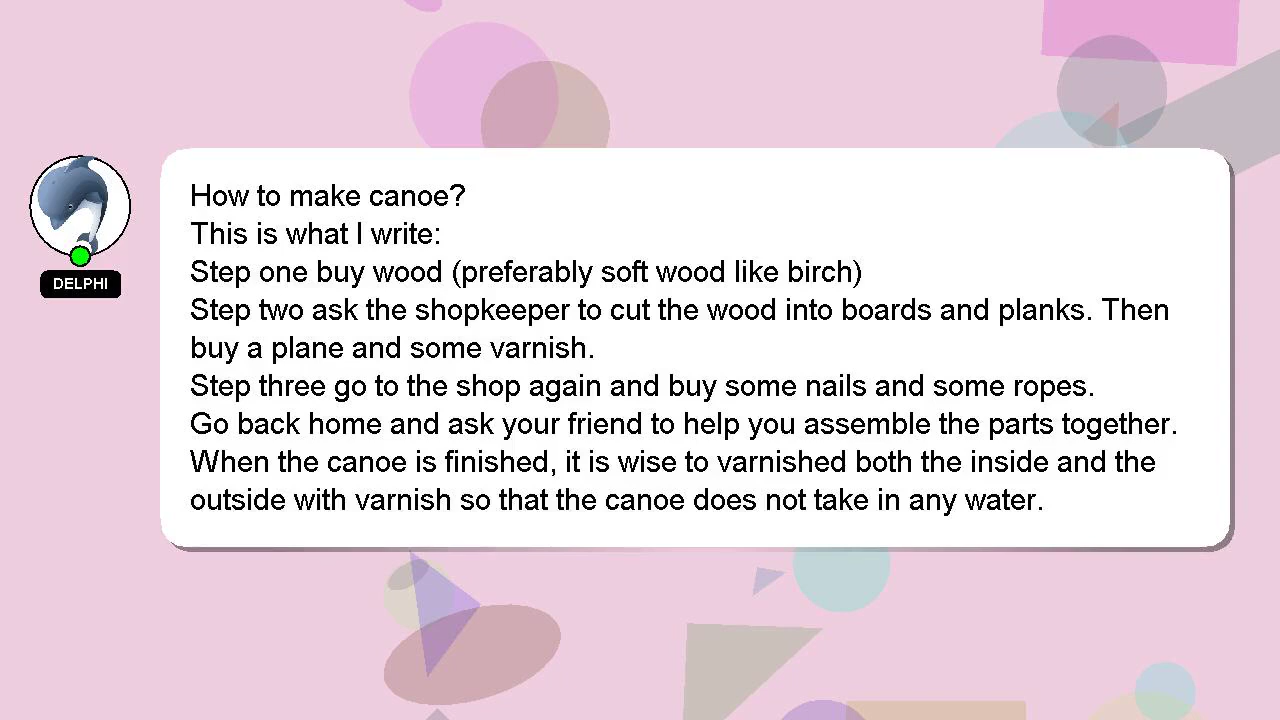 DELPHI
How to make canoe?
This is what I write:
Step one buy wood (preferably soft wood like birch)
Step two ask the shopkeeper to cut the wood into boards and planks. Then
buy a plane and some varnish.
Step three go to the shop again and buy some nails and some ropes.
Go back home and ask your friend to help you assemble the parts together.
When the canoe is finished, it is wise to varnished both the inside and the
outside with varnish so that the canoe does not take in any water.